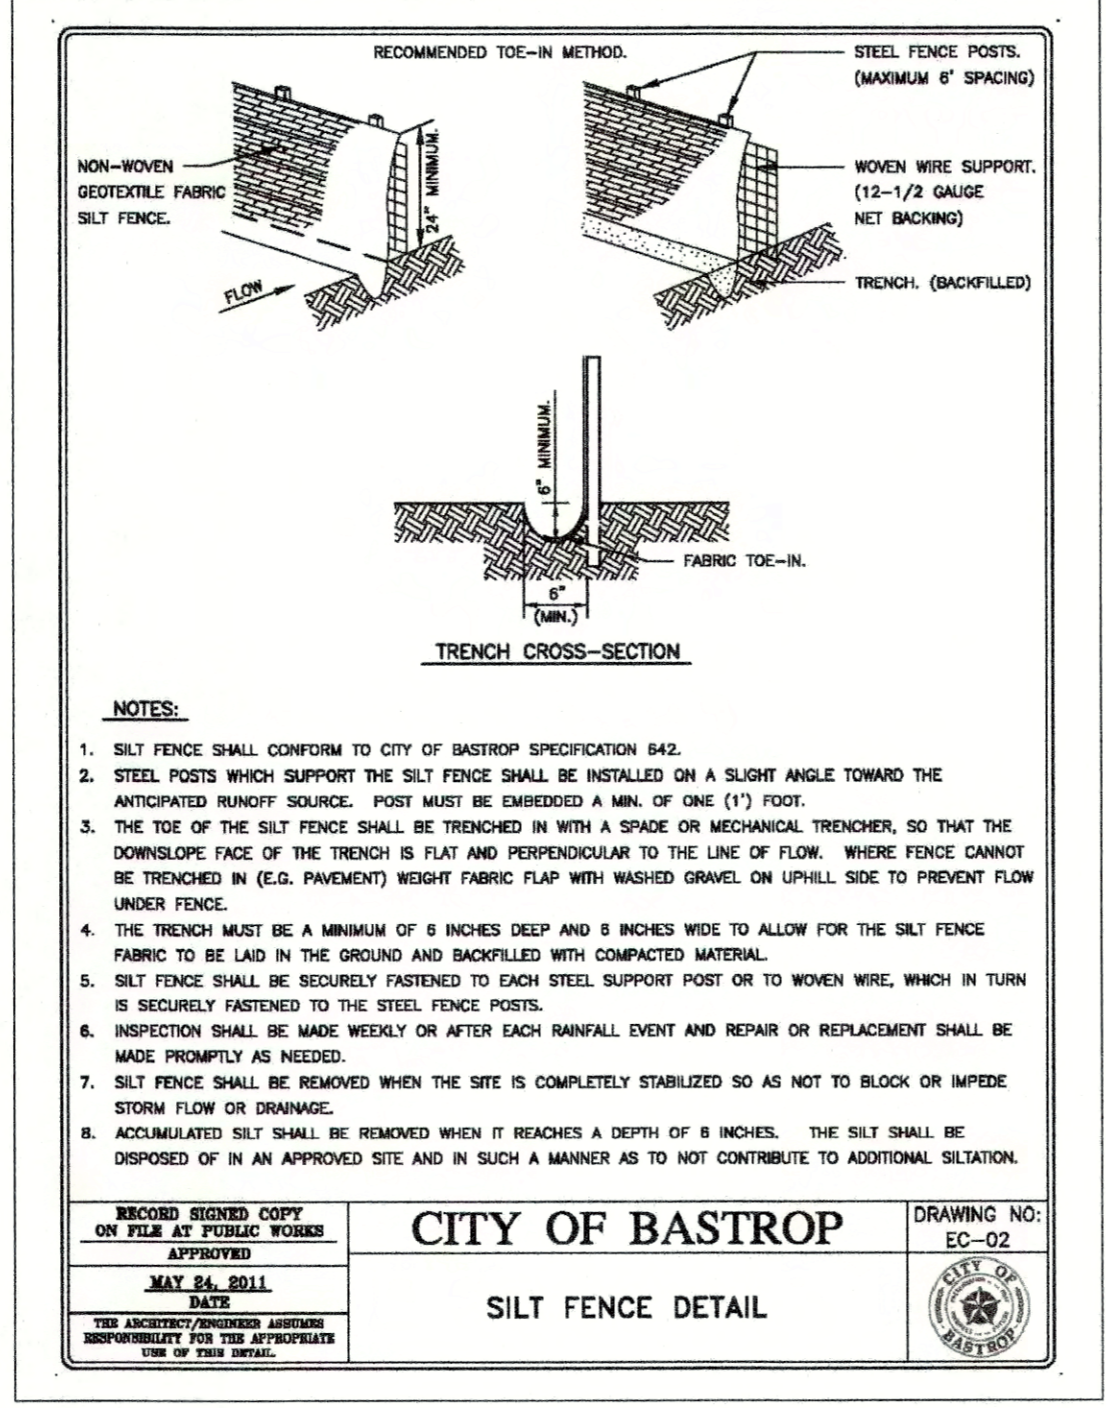 RECOMMENDED TOE-IN METHOD.
STEEL FENCE POSTS.
(MAXIMUM 6' SPACING)
NON-WOVEN
GEOTEXTILE FABRIC
SILT FENCE.
24" MINIMUM.
WOVEN WIRE SUPPORT.
(12-1/2 GAUGE
NET BACKING)
FLOW
TRENCH. (BACKFILLED)
6" MINIMUM.
FABRIC TOE-IN.
6"
(MIN.)
TRENCH CROSS-SECTION
NOTES:
1. SILT FENCE SHALL CONFORM TO CITY OF BASTROP SPECIFICATION 642.
2. STEEL POSTS WHICH SUPPORT THE SILT FENCE SHALL BE INSTALLED ON A SLIGHT ANGLE TOWARD THE
ANTICIPATED RUNOFF SOURCE. POST MUST BE EMBEDDED A MIN. OF ONE (1') FOOT.
3. THE TOE OF THE SILT FENCE SHALL BE TRENCHED IN WITH A SPADE OR MECHANICAL TRENCHER, SO THAT THE
DOWNSLOPE FACE OF THE TRENCH IS FLAT AND PERPENDICULAR TO THE LINE OF FLOW. WHERE FENCE CANNOT
BE TRENCHED IN (E.G. PAVEMENT) WEIGHT FABRIC FLAP WITH WASHED GRAVEL ON UPHILL SIDE TO PREVENT FLOW
UNDER FENCE.
4. THE TRENCH MUST BE A MINIMUM OF 6 INCHES DEEP AND 6 INCHES WIDE TO ALLOW FOR THE SILT FENCE
FABRIC TO BE LAID IN THE GROUND AND BACKFILLED WITH COMPACTED MATERIAL.
5. SILT FENCE SHALL BE SECURELY FASTENED TO EACH STEEL SUPPORT POST OR TO WOVEN WIRE, WHICH IN TURN
IS SECURELY FASTENED TO THE STEEL FENCE POSTS.
6. INSPECTION SHALL BE MADE WEEKLY OR AFTER EACH RAINFALL EVENT AND REPAIR OR REPLACEMENT SHALL BE
MADE PROMPTLY AS NEEDED.
7. SILT FENCE SHALL BE REMOVED WHEN THE SITE IS COMPLETELY STABILIZED SO AS NOT TO BLOCK OR IMPEDE
STORM FLOW OR DRAINAGE.
8. ACCUMULATED SILT SHALL BE REMOVED WHEN IT REACHES A DEPTH OF 6 INCHES. THE SILT SHALL BE
DISPOSED OF IN AN APPROVED SITE AND IN SUCH A MANNER AS TO NOT CONTRIBUTE TO ADDITIONAL SILTATION.
RECORD SIGNED COPY
ON FILE AT PUBLIC WORKS
APPROVED
MAY 24, 2011
DATE
THE ARCHITECT/ENGINEER ASSUMES
RESPONSIBILITY FOR THE APPROPRIATE
USE OF THIS DETAIL.
CITY OF BASTROP
SILT FENCE DETAIL
DRAWING NO:
EC-02
CITY OF
BASTROP